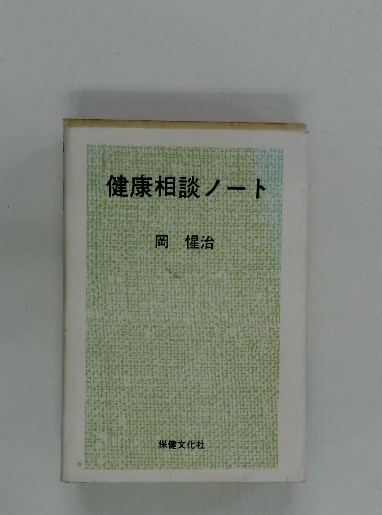 健康相談ノート
岡 惺治
保健文化社